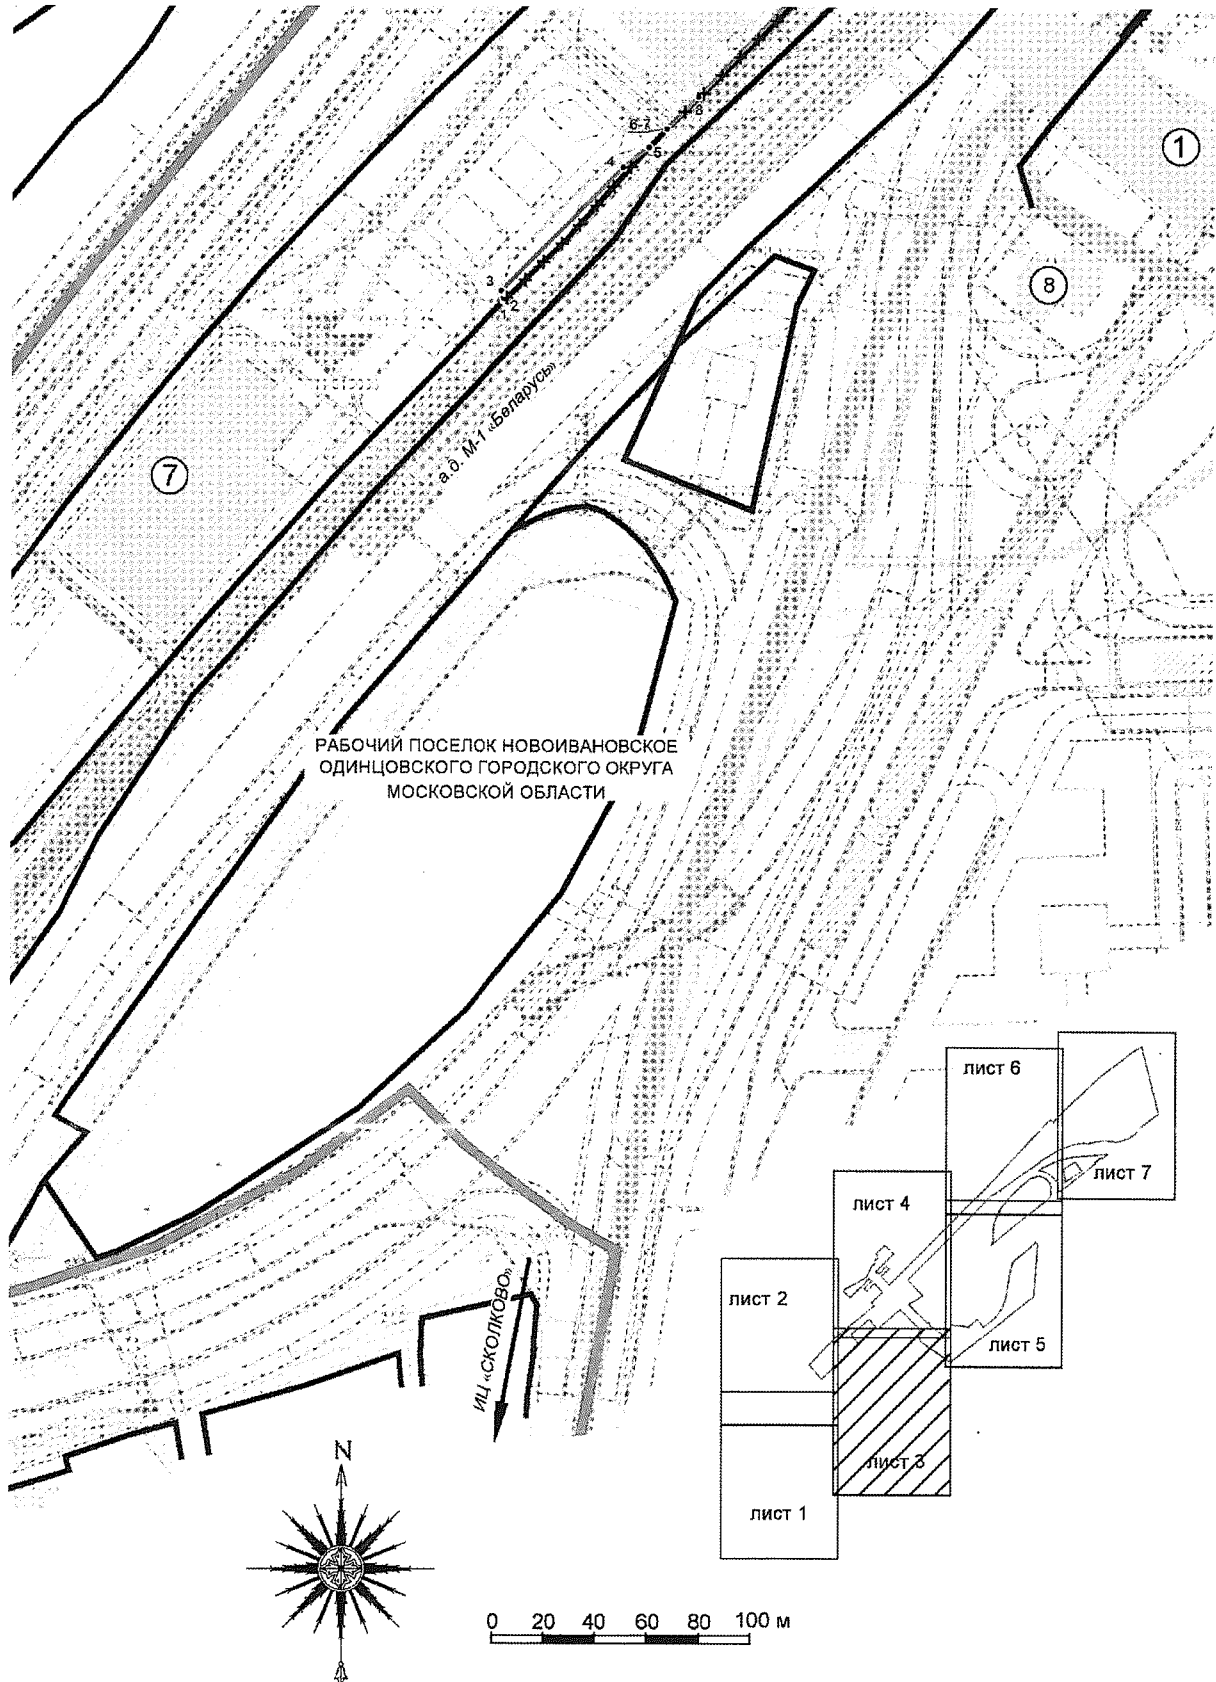 6-7
8
5
4
3
2
1
8
7
а.д. М-1 «Беларусь»
РАБОЧИЙ ПОСЕЛОК НОВОИВАНОВСКОЕ
ОДИНЦОВСКОГО ГОРОДСКОГО ОКРУГА
МОСКОВСКОЙ ОБЛАСТИ
ИЦ «СКОЛКОВО»
лист 6
лист 7
лист 4
лист 2
лист 5
лист 3
лист 1
N
0 20 40 60 80 100 м